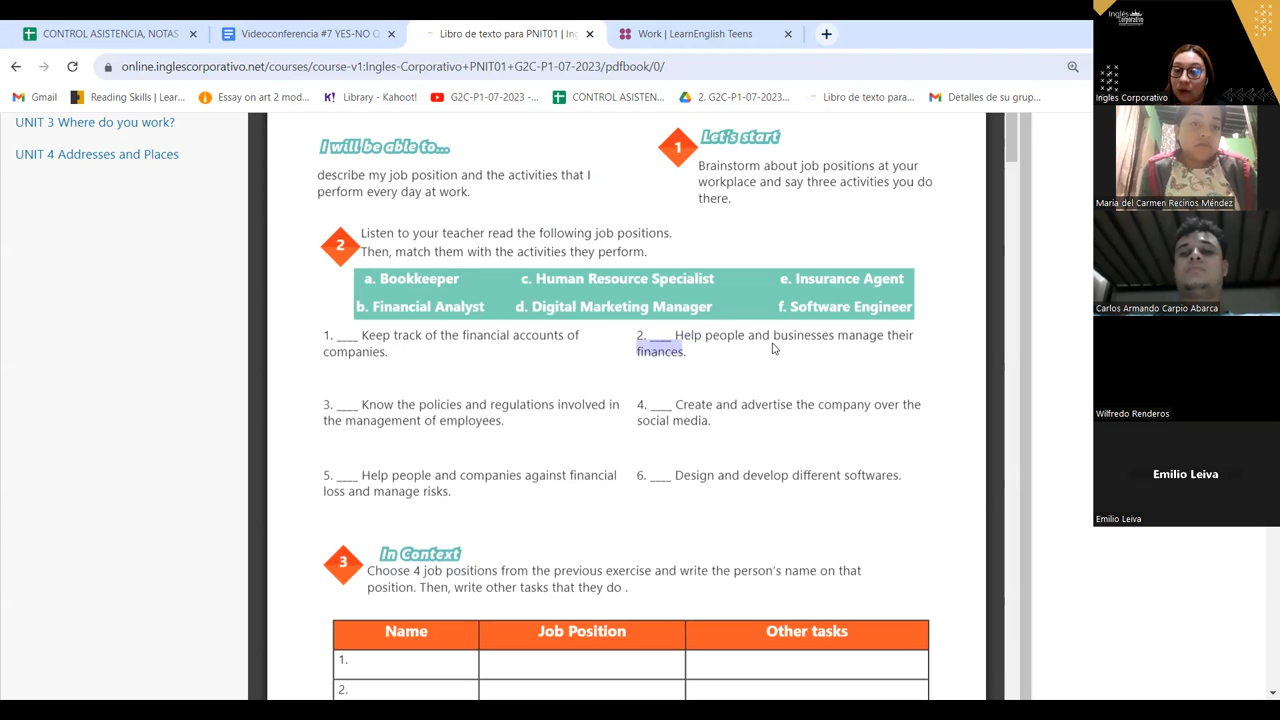 CONTROL ASISTENCIA, NOTAS
Videoconferencia #7 YES-NO Q
Libro de texto para PNIT01 | Ing
Work | LearnEnglish Teens
online.inglescorporativo.net/courses/course-v1:Ingles-Corporativo+PNIT01+G2C-P1-07-2023/pdfbook/0/
Gmail
Reading Skills | Lear...
Essay on art 2 mod...
Library - Kahoot!
G2C-P1-07-2023 -...
CONTROL ASISTEN...
2. G2C-P1-07-2023...
Libro de texto para...
Detalles de su grup...
UNIT 3 Where do you work?
UNIT 4 Addresses and Places
I will be able to...
describe my job position and the activities that I
perform every day at work.
1
Let's start
Brainstorm about job positions at your
workplace and say three activities you do
there.
2
Listen to your teacher read the following job positions.
Then, match them with the activities they perform.
a. Bookkeeper c. Human Resource Specialist e. Insurance Agent
b. Financial Analyst d. Digital Marketing Manager f. Software Engineer
1. ____ Keep track of the financial accounts of
companies.
2. ____ Help people and businesses manage their
finances.
3. ____ Know the policies and regulations involved in
the management of employees.
4. ____ Create and advertise the company over the
social media.
5. ____ Help people and companies against financial
loss and manage risks.
6. ____ Design and develop different softwares.
3
In Context
Choose 4 job positions from the previous exercise and write the person's name on that
position. Then, write other tasks that they do .
Name Job Position Other tasks
1.
2.
Inglés
Corporativo
Ingles Corporativo
Maria del Carmen Recinos Méndez
Carlos Armando Carpio Abarca
Wilfredo Renderos
Emilio Leiva
Emilio Leiva